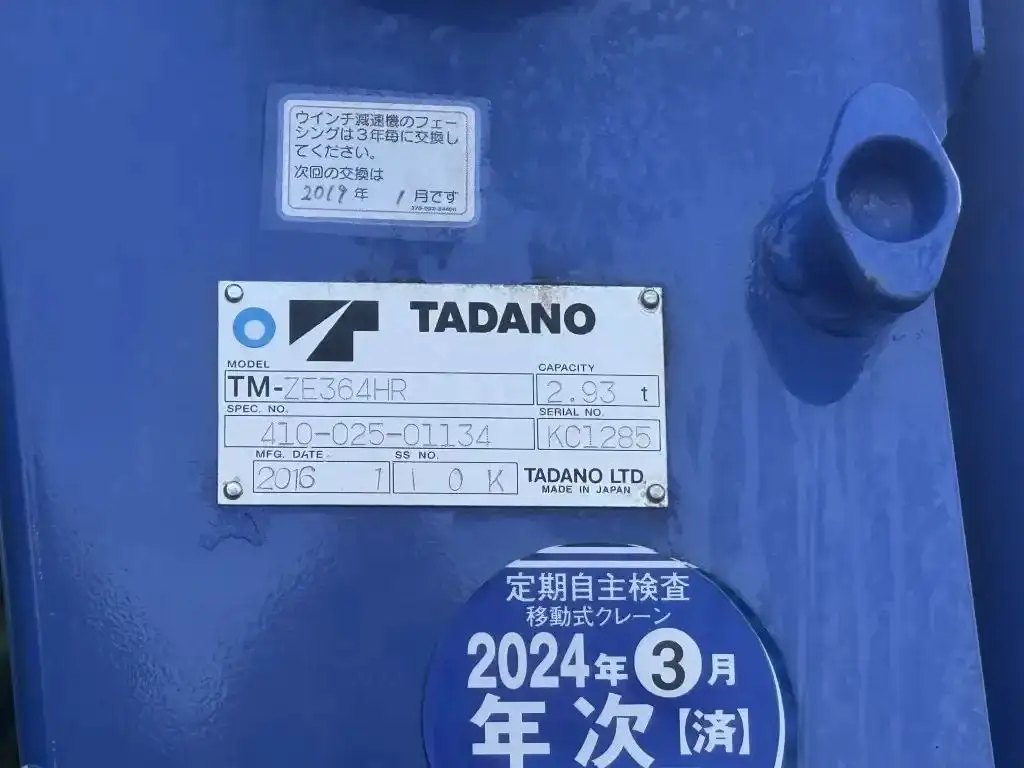 ウインチ減速機のフェー
シングは3年毎に交換し
てください。
次回の交換は
2019年 1月です
TADANO
MODEL
TM-ZE364HR
CAPACITY
2.93 t
SPEC. NO.
410-025-01134
SERIAL NO.
KC1285
MFG. DATE
2016 1
SS NO.
1 0 K
TADANO LTD.
MADE IN JAPAN
定期自主検査
移動式クレーン
2024年3月
年次【済】